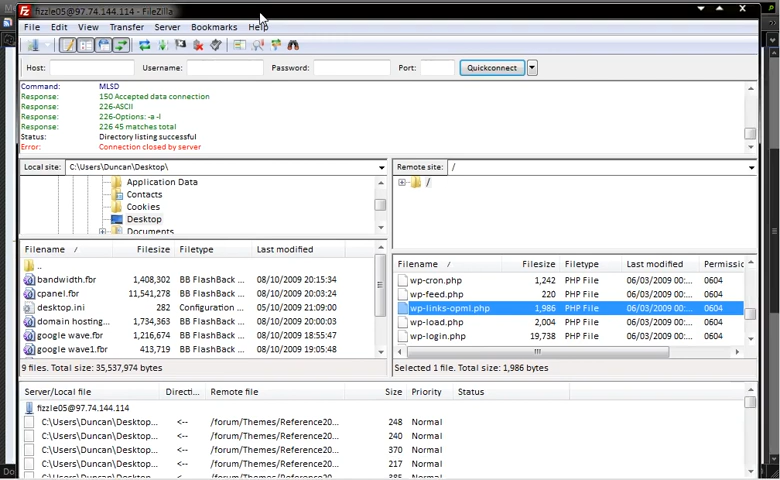 fizzle05@97.74.144.114 - FileZilla
File Edit View Transfer Server Bookmarks Help
Host: Username: Password: Port: Quickconnect
Command: MLSD
Response: 150 Accepted data connection
Response: 226-ASCII
Response: 226-Options: -a -l
Response: 226 45 matches total
Status: Directory listing successful
Error: Connection closed by server
Local site: C:\Users\Duncan\Desktop\
Remote site: /
Application Data
Contacts
Cookies
Desktop
Documents
/
Filename / Filesize Filetype Last modified
..
bandwidth.fbr 1,408,302 BB FlashBack ... 08/10/2009 20:15:34
cpanel.fbr 11,541,278 BB FlashBack ... 08/10/2009 20:03:24
desktop.ini 282 Configuration ... 05/10/2009 21:09:00
domain hosting... 1,734,363 BB FlashBack ... 08/10/2009 20:00:03
google wave.fbr 1,216,674 BB FlashBack ... 08/10/2009 18:55:47
google wave1.fbr 413,719 BB FlashBack ... 08/10/2009 19:05:48
9 files. Total size: 35,537,974 bytes
Filename / Filesize Filetype Last modified Permissic
wp-cron.php 1,242 PHP File 06/03/2009 00:... 0604
wp-feed.php 220 PHP File 06/03/2009 00:... 0604
wp-links-opml.php 1,986 PHP File 06/03/2009 00:... 0604
wp-load.php 2,004 PHP File 06/03/2009 00:... 0604
wp-login.php 19,738 PHP File 06/03/2009 00:... 0604
Selected 1 file. Total size: 1,986 bytes
Server/Local file Directi... Remote file Size Priority Status
fizzle05@97.74.144.114
C:\Users\Duncan\Desktop... <-- /forum/Themes/Reference20... 248 Normal
C:\Users\Duncan\Desktop... <-- /forum/Themes/Reference20... 240 Normal
C:\Users\Duncan\Desktop... <-- /forum/Themes/Reference20... 370 Normal
C:\Users\Duncan\Desktop... <-- /forum/Themes/Reference20... 217 Normal
C:\Users\Duncan\Desktop... <-- /forum/Themes/Reference20... 385 Normal